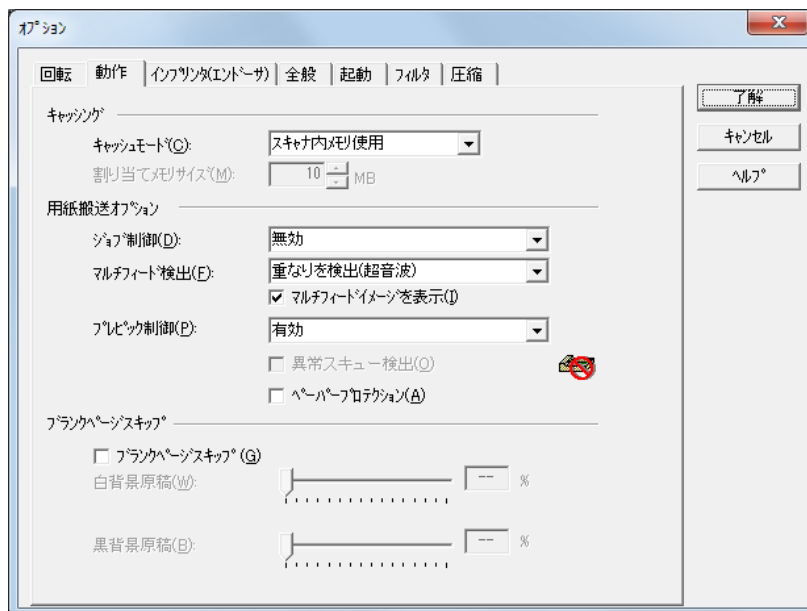 ｵﾌﾟｼｮﾝ
回転 動作 ｲﾝﾌﾟﾘﾝﾀ(ｴﾝﾄﾞｰｻ) 全般 起動 ﾌｨﾙﾀ 圧縮
了解
ｷｬﾝｾﾙ
ﾍﾙﾌﾟ
ｷｬｯｼﾝｸﾞ
ｷｬｯｼｭﾓｰﾄﾞ(C): ｽｷｬﾅ内ﾒﾓﾘ使用
割り当てﾒﾓﾘｻｲｽﾞ(M): 10 MB
用紙搬送ｵﾌﾟｼｮﾝ
ｼﾞｮﾌﾞ制御(D): 無効
ﾏﾙﾁﾌｨｰﾄﾞ検出(F): 重なりを検出(超音波)
ﾏﾙﾁﾌｨｰﾄﾞｲﾒｰｼﾞを表示(I)
ﾌﾟﾚﾋﾟｯｸ制御(P): 有効
異常スキュー検出(O)
ﾍﾟｰﾊﾟｰﾌﾟﾛﾃｸｼｮﾝ(A)
ﾌﾞﾗﾝｸﾍﾟｰｼﾞｽｷｯﾌﾟ
ﾌﾞﾗﾝｸﾍﾟｰｼﾞｽｷｯﾌﾟ(G)
白背景原稿(W): -- %
黒背景原稿(B): -- %